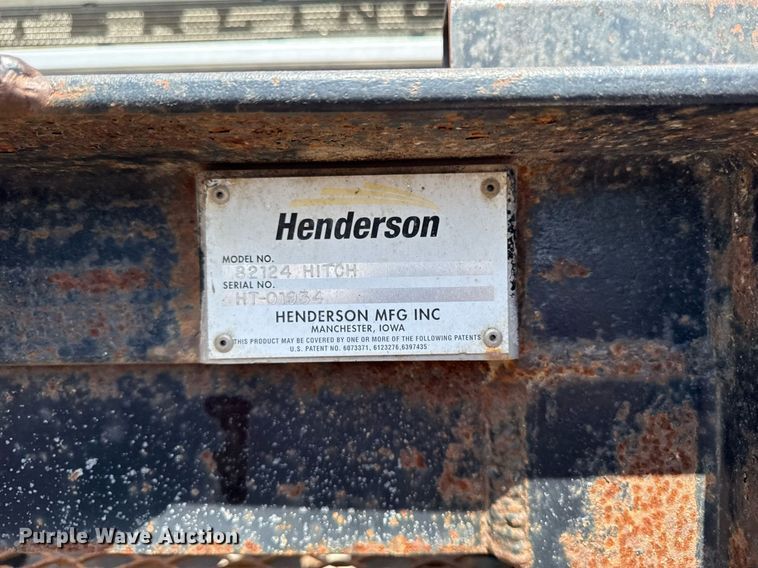 Henderson
MODEL NO.
82124 HITCH
SERIAL NO.
HT-01934
HENDERSON MFG INC
MANCHESTER, IOWA
THIS PRODUCT MAY BE COVERED BY ONE OR MORE OF THE FOLLOWING PATENTS
U.S. PATENT NO. 6073371, 6123276,6397435
Purple Wave Auction